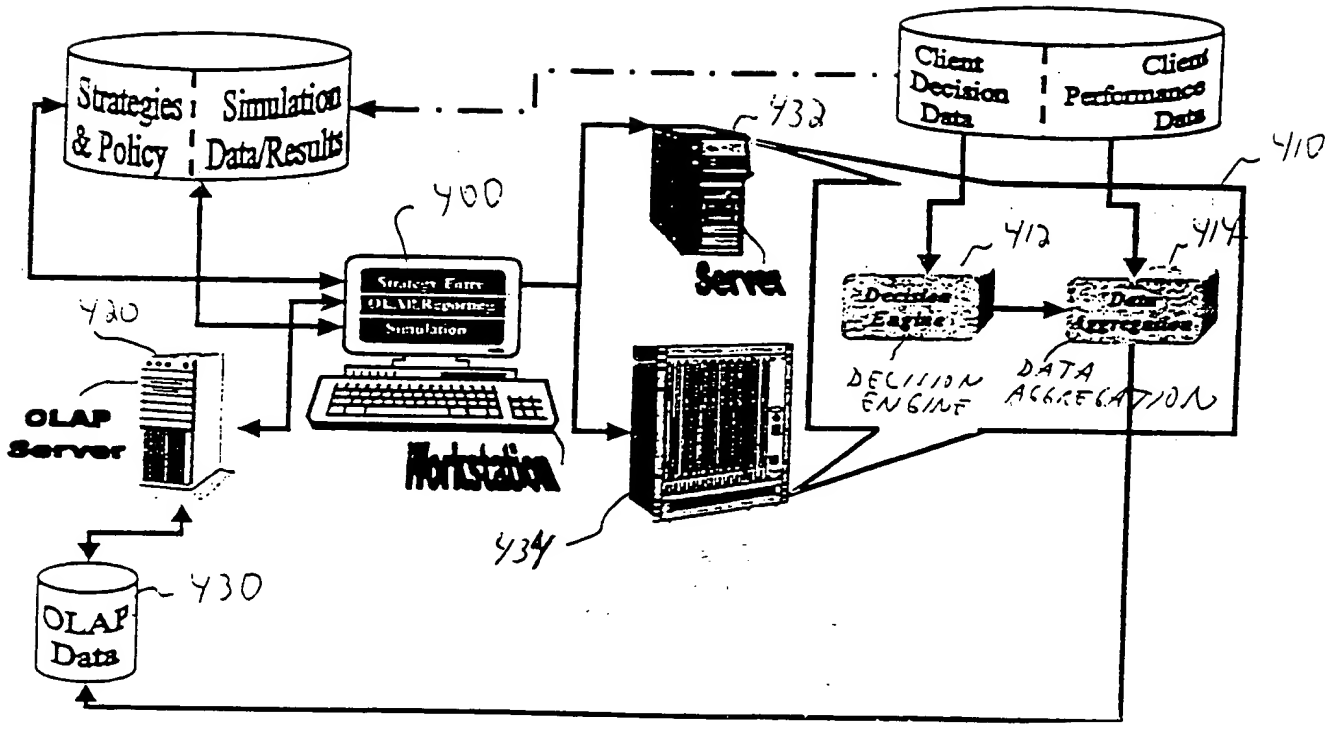 Strategies
& Policy
Simulation
Data/Results
Client
Decision
Data
Client
Performance
Data
432
410
400
412
414
Strategy Entry
OLAP Reporting
Simulation
Server
Decision
Engine
Data
Aggregation
420
DECISION
ENGINE
DATA
AGGREGATION
OLAP
Server
Workstation
434
430
OLAP
Data